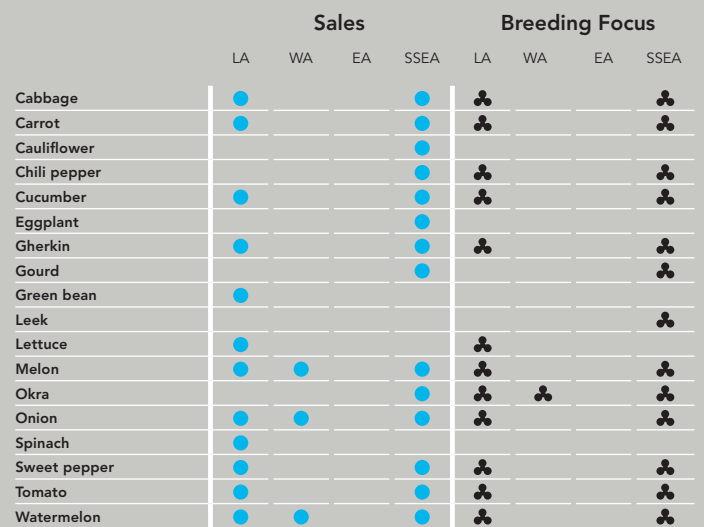 Sales Breeding Focus
LA WA EA SSEA LA WA EA SSEA
Cabbage
Carrot
Cauliflower
Chili pepper
Cucumber
Eggplant
Gherkin
Gourd
Green bean
Leek
Lettuce
Melon
Okra
Onion
Spinach
Sweet pepper
Tomato
Watermelon